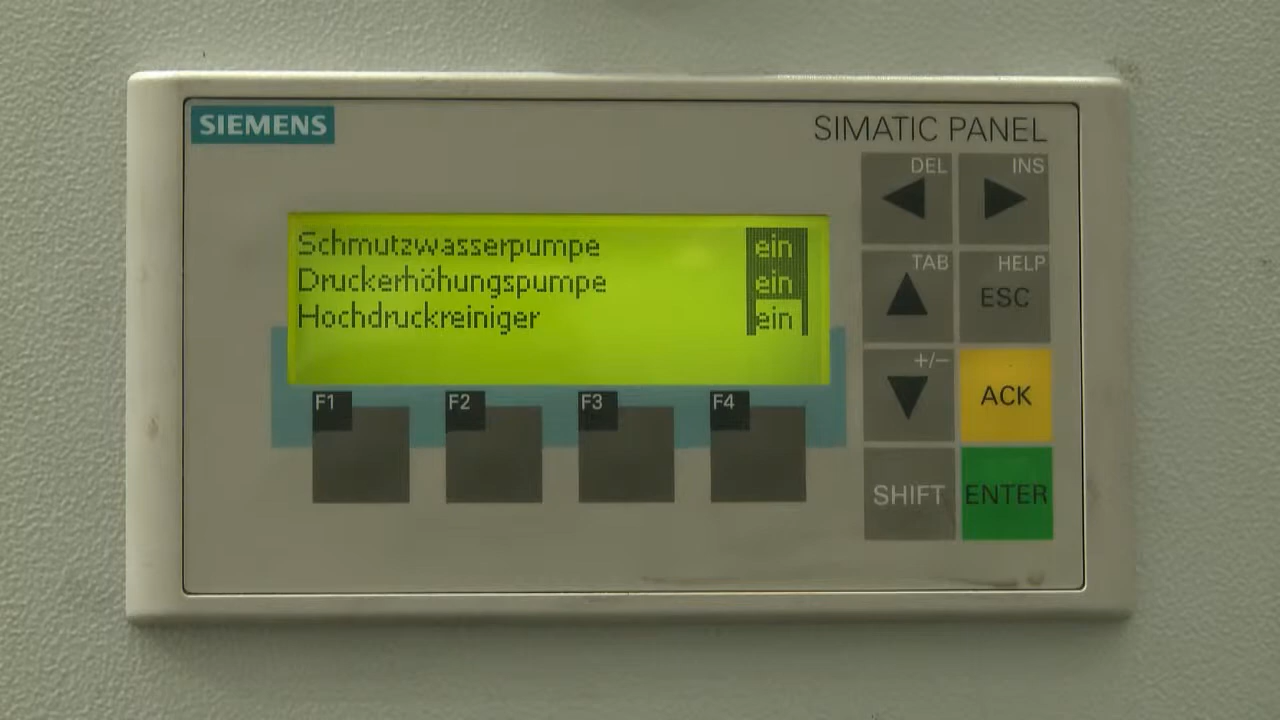 SIEMENS
SIMATIC PANEL
DEL
INS
Schmutzwasserpumpe ein
Druckerhöhungspumpe ein
Hochdruckreiniger ein
TAB
HELP
ESC
+/−
ACK
F1 F2 F3 F4
SHIFT
ENTER